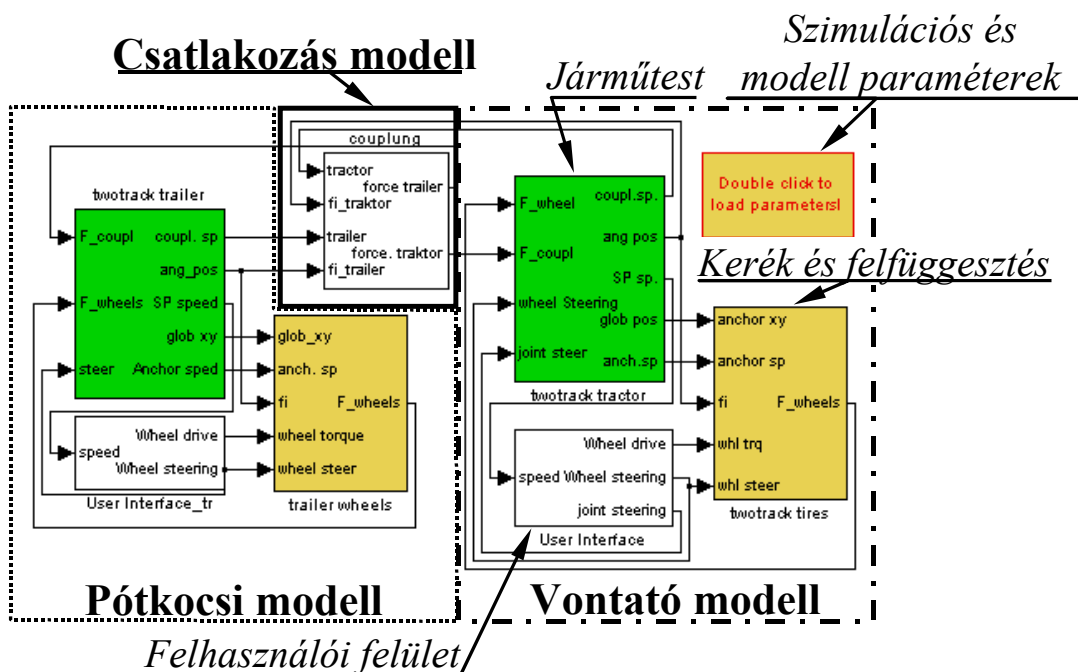 Szimulációs és
modell paraméterek
Csatlakozás modell
Járműtest
couplung
tractor
force trailer
fi_traktor
trailer
force. traktor
fi_trailer
Double click to
load parameters!
twotrack trailer
F_coupl
coupl. sp
ang_pos
F_wheels
SP speed
glob xy
steer
Anchor sped
F_wheel
coupl.sp.
ang pos
F_coupl
SP sp.
wheel Steering
glob pos
joint steer
anch.sp
twotrack tractor
Kerék és felfüggesztés
anchor xy
anchor sp
fi
F_wheels
whl trq
whl steer
twotrack tires
glob_xy
anch. sp
fi
F_wheels
wheel torque
wheel steer
trailer wheels
Wheel drive
speed
Wheel steering
User Interface_tr
Wheel drive
speed Wheel steering
joint steering
User Interface
Pótkocsi modell
Vontató modell
Felhasználói felület